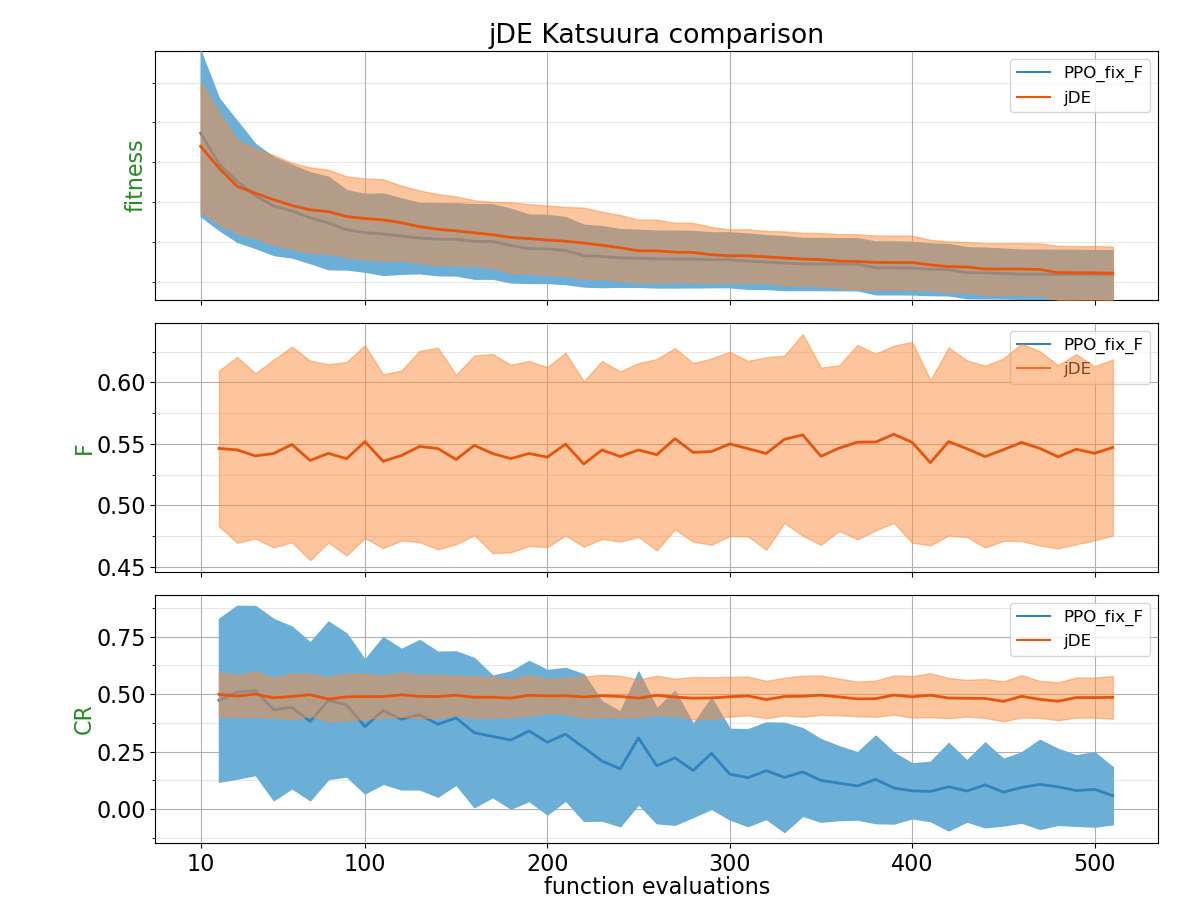 jDE Katsuura comparison
fitness
PPO_fix_F
jDE
F
0.60
0.55
0.50
0.45
PPO_fix_F
jDE
CR
0.75
0.50
0.25
0.00
PPO_fix_F
jDE
10 100 200 300 400 500
function evaluations